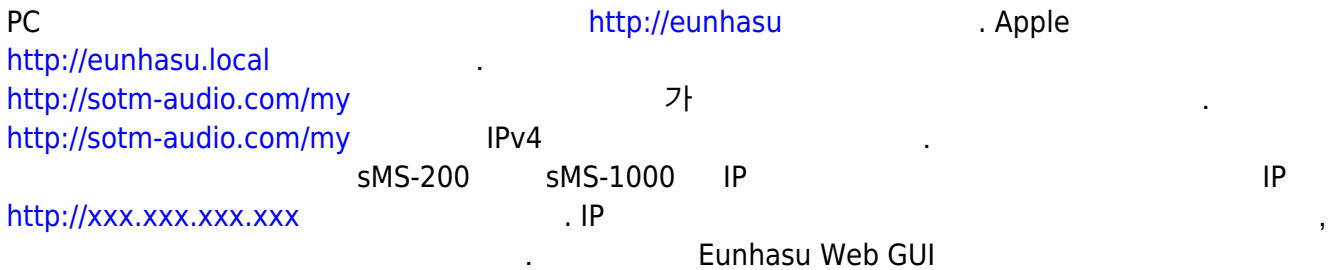 PC http://eunhasu . Apple
http://eunhasu.local .
http://sotm-audio.com/my 가 .
http://sotm-audio.com/my IPv4 .
sMS-200 sMS-1000 IP IP
http://xxx.xxx.xxx.xxx . IP ,
. Eunhasu Web GUI